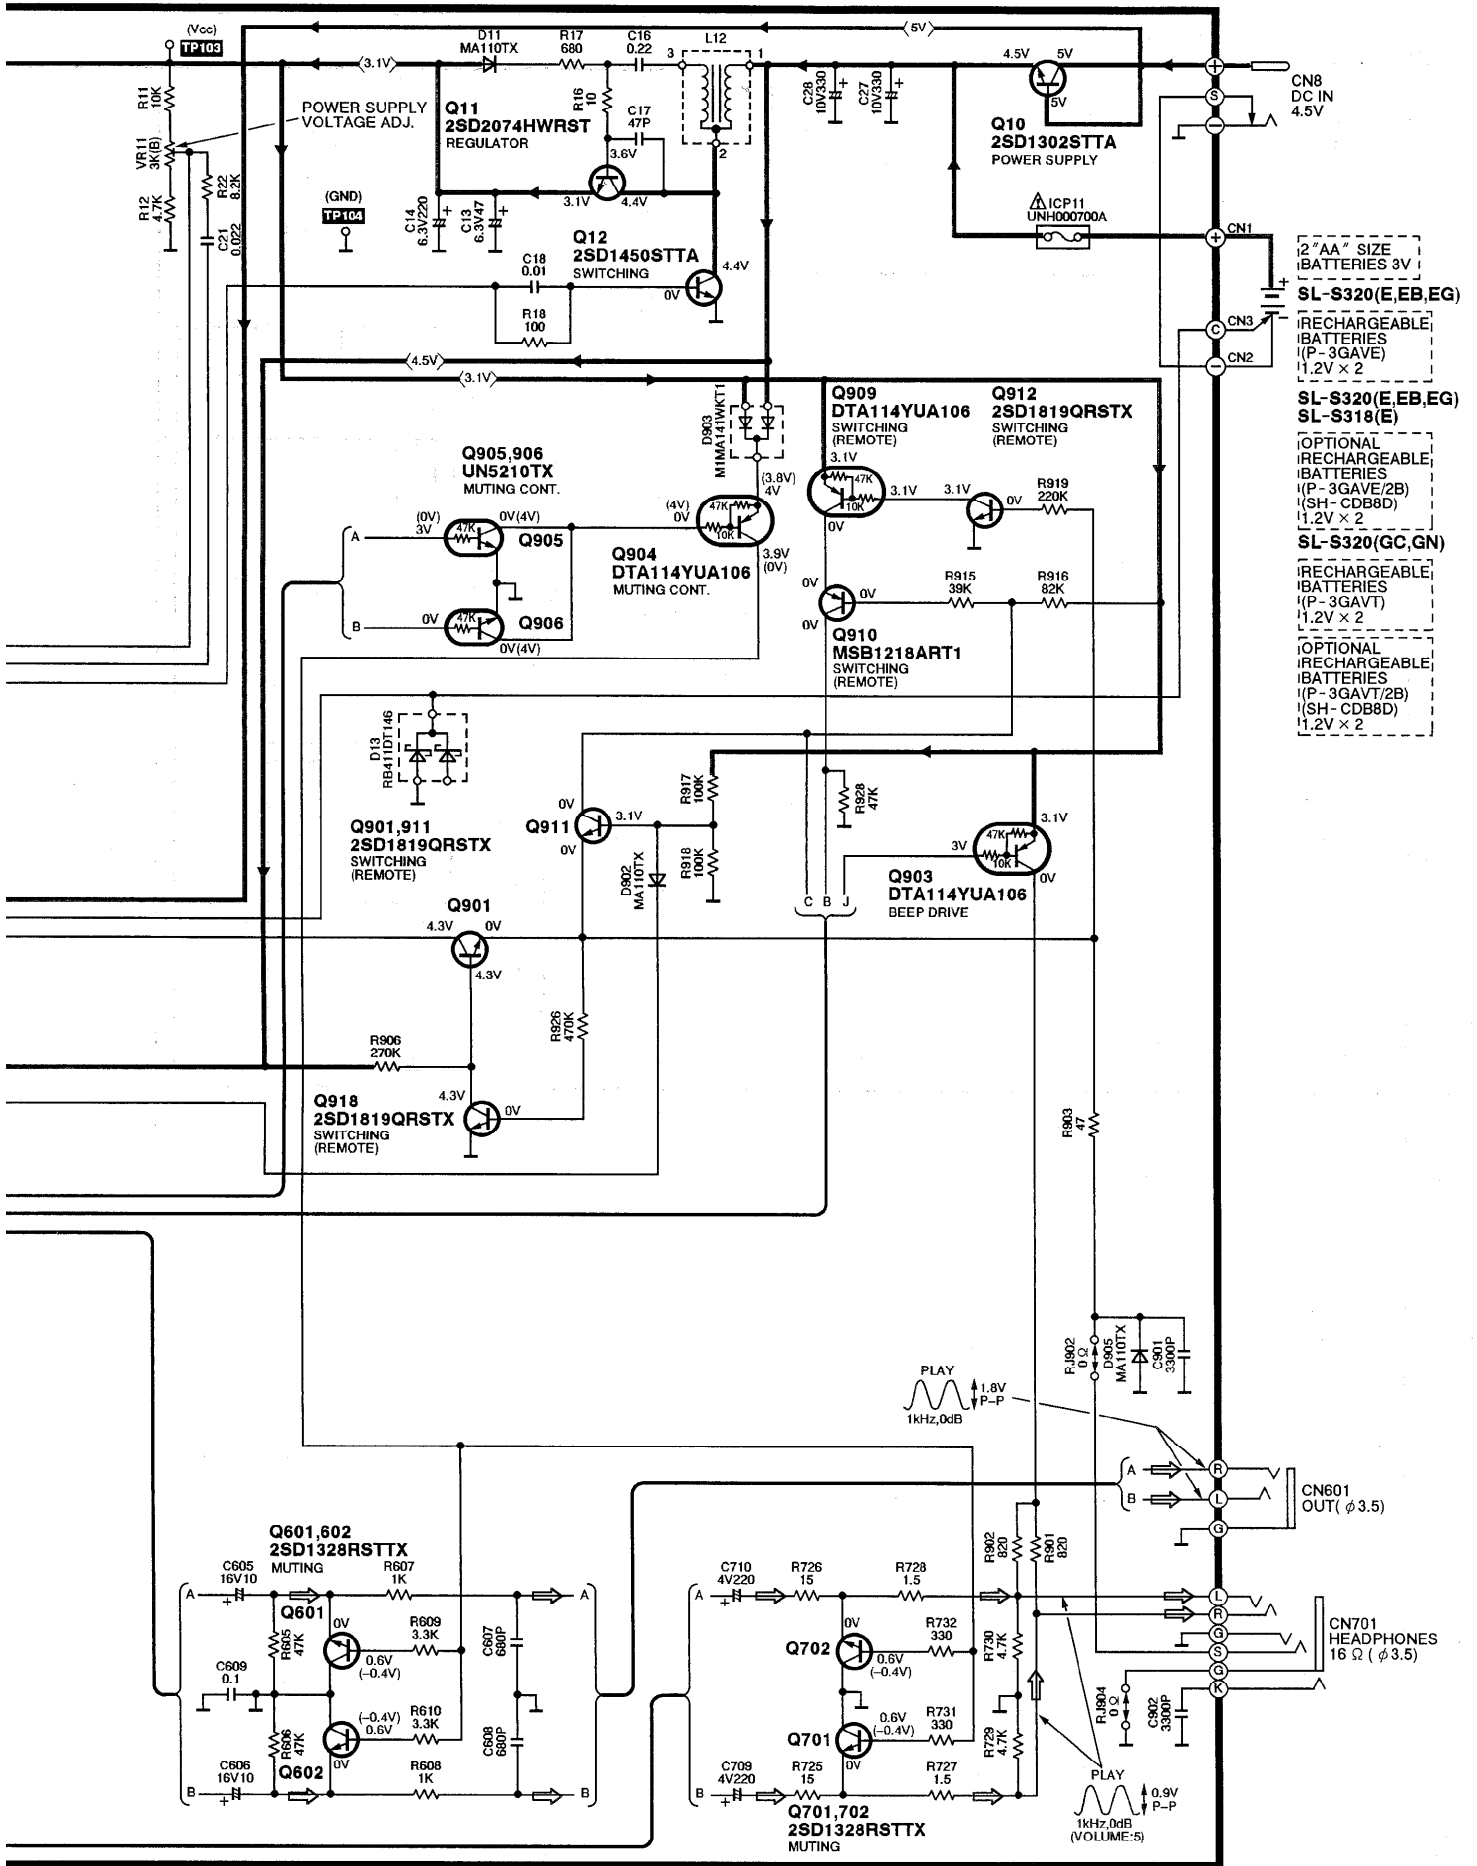 (Vcc)
TP103
R11
10K
POWER SUPPLY
VOLTAGE ADJ.
VR11
3K(B)
R12
4.7K
R22
8.2K
C21
0.022
(GND)
TP104
(3.1V)
D11
MA110TX
R17
680
C16
0.22
L12
3
1
2
R16
10
C17
47P
Q11
2SD2074HWRST
REGULATOR
3.6V
3.1V
4.4V
C14
6.3V220
C13
6.3V47
Q12
2SD1450STTA
SWITCHING
C18
0.01
R18
100
0V
4.4V
(5V)
C28
10V330
C27
10V330
4.5V
5V
5V
Q10
2SD1302STTA
POWER SUPPLY
ICP11
UNH000700A
+
S
−
CN8
DC IN
4.5V
+
CN1
C
CN3
−
CN2
+
−
2 "AA" SIZE
BATTERIES 3V
SL-S320(E,EB,EG)
RECHARGEABLE
BATTERIES
(P-3GAVE)
1.2V × 2
SL-S320(E,EB,EG)
SL-S318(E)
OPTIONAL
RECHARGEABLE
BATTERIES
(P-3GAVE/2B)
(SH-CDB8D)
1.2V × 2
SL-S320(GC,GN)
RECHARGEABLE
BATTERIES
(P-3GAVT)
1.2V × 2
OPTIONAL
RECHARGEABLE
BATTERIES
(P-3GAVT/2B)
(SH-CDB8D)
1.2V × 2
(4.5V)
(3.1V)
D903
M1MA141WKT1
Q905,906
UN5210TX
MUTING CONT.
A
(0V)
3V
47K
0V(4V)
Q905
B
0V
47K
Q906
0V(4V)
(4V)
0V
(3.8V)
4V
47K
10K
3.9V
(0V)
Q904
DTA114YUA106
MUTING CONT.
Q909
DTA114YUA106
SWITCHING
(REMOTE)
3.1V
47K
10K
3.1V
0V
Q912
2SD1819QRSTX
SWITCHING
(REMOTE)
3.1V
0V
R919
220K
0V
0V
0V
Q910
MSB1218ART1
SWITCHING
(REMOTE)
R915
39K
R916
82K
D13
RB411DT146
Q901,911
2SD1819QRSTX
SWITCHING
(REMOTE)
Q911
0V
3.1V
0V
R917
100K
R918
100K
D902
MA110TX
R928
47K
C B J
3V
47K
10K
3.1V
0V
Q903
DTA114YUA106
BEEP DRIVE
Q901
4.3V
0V
4.3V
R926
470K
R906
270K
4.3V
0V
Q918
2SD1819QRSTX
SWITCHING
(REMOTE)
R903
47
RJ902
0 Ω
D905
MA110TX
C901
3300P
PLAY
1.8V
P-P
1kHz,0dB
A
B
R
L
G
CN601
OUT( φ 3.5)
Q601,602
2SD1328RSTTX
MUTING
A
C605
16V10
+
R607
1K
A
Q601
R605
47K
0V
0.6V
(−0.4V)
R609
3.3K
C607
680P
C609
0.1
(−0.4V)
0.6V
0V
R610
3.3K
R606
47K
Q602
C608
680P
B
C606
16V10
+
R608
1K
B
A
C710
4V220
+
R726
15
R728
1.5
Q702
0V
0.6V
(−0.4V)
R732
330
R730
4.7K
R902
820
R901
820
Q701
0.6V
(−0.4V)
0V
R731
330
R729
4.7K
B
C709
4V220
+
R725
15
R727
1.5
Q701,702
2SD1328RSTTX
MUTING
L
R
G
S
G
K
CN701
HEADPHONES
16 Ω ( φ 3.5)
RJ904
0 Ω
C902
3300P
PLAY
0.9V
P-P
1kHz,0dB
(VOLUME:5)